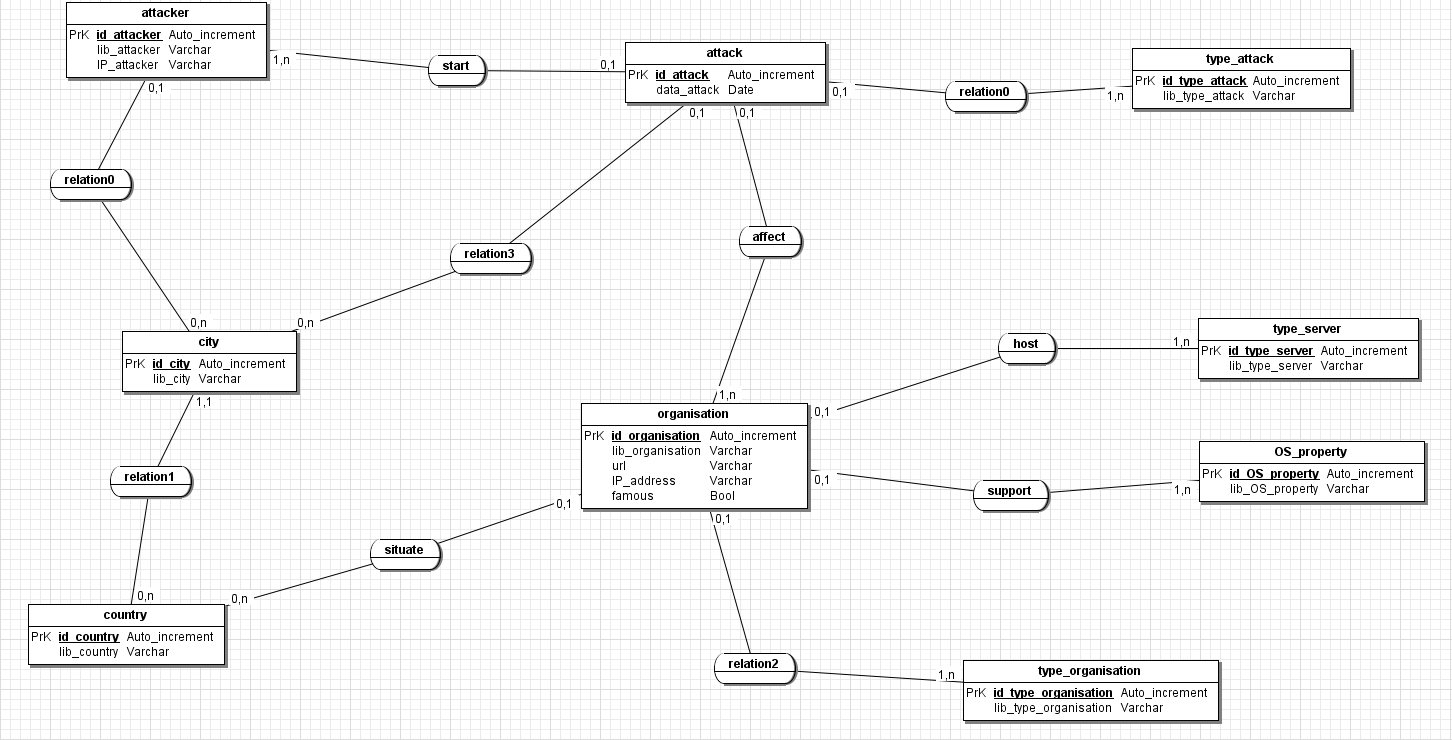 attacker
PrK id_attacker Auto_increment
lib_attacker Varchar
IP_attacker Varchar
1,n
0,1
start
0,1
attack
PrK id_attack Auto_increment
data_attack Date
0,1
0,1
0,1
relation0
1,n
type_attack
PrK id_type_attack Auto_increment
lib_type_attack Varchar
relation0
relation3
affect
0,n
0,n
city
PrK id_city Auto_increment
lib_city Varchar
1,1
host
1,n
type_server
PrK id_type_server Auto_increment
lib_type_server Varchar
1,n
0,1
organisation
PrK id_organisation Auto_increment
lib_organisation Varchar
url Varchar
IP_address Varchar
famous Bool
0,1
0,1
0,1
relation1
support
1,n
OS_property
PrK id_OS_property Auto_increment
lib_OS_property Varchar
situate
0,n
0,n
country
PrK id_country Auto_increment
lib_country Varchar
relation2
1,n
type_organisation
PrK id_type_organisation Auto_increment
lib_type_organisation Varchar